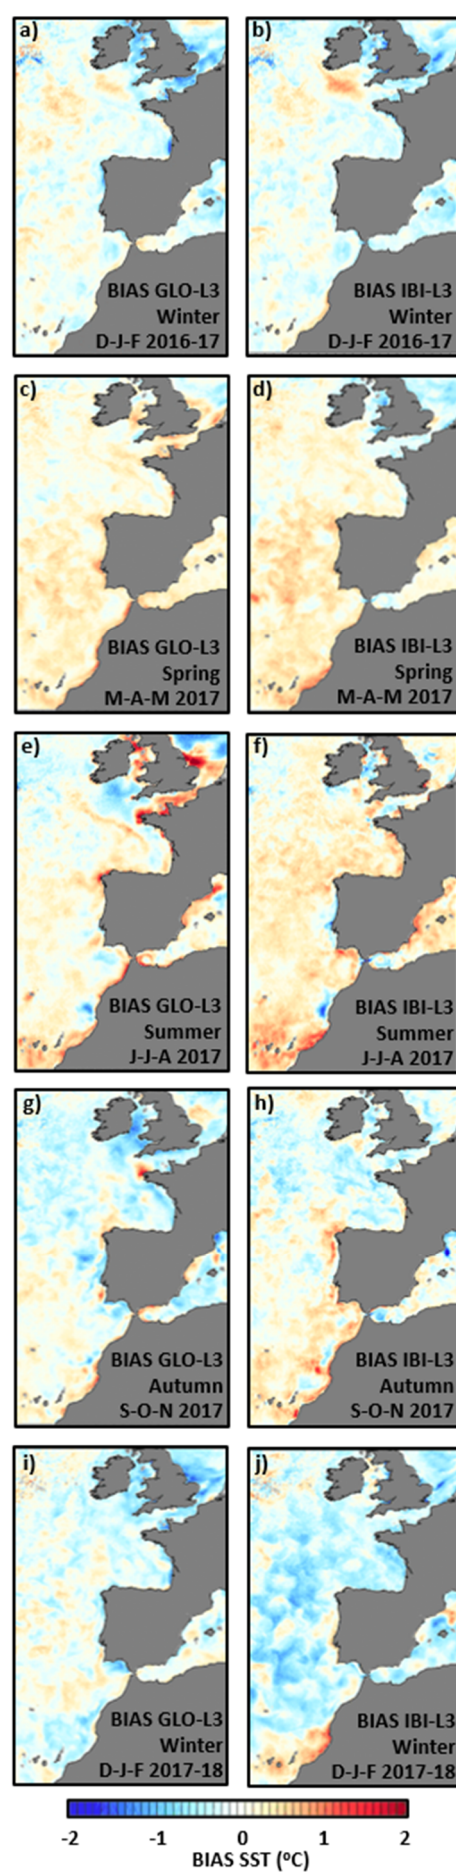 a)
BIAS GLO-L3
Winter
D-J-F 2016-17
b)
BIAS IBI-L3
Winter
D-J-F 2016-17
c)
BIAS GLO-L3
Spring
M-A-M 2017
d)
BIAS IBI-L3
Spring
M-A-M 2017
e)
BIAS GLO-L3
Summer
J-J-A 2017
f)
BIAS IBI-L3
Summer
J-J-A 2017
g)
BIAS GLO-L3
Autumn
S-O-N 2017
h)
BIAS IBI-L3
Autumn
S-O-N 2017
i)
BIAS GLO-L3
Winter
D-J-F 2017-18
j)
BIAS IBI-L3
Winter
D-J-F 2017-18
-2 -1 0 1 2
BIAS SST (ºC)